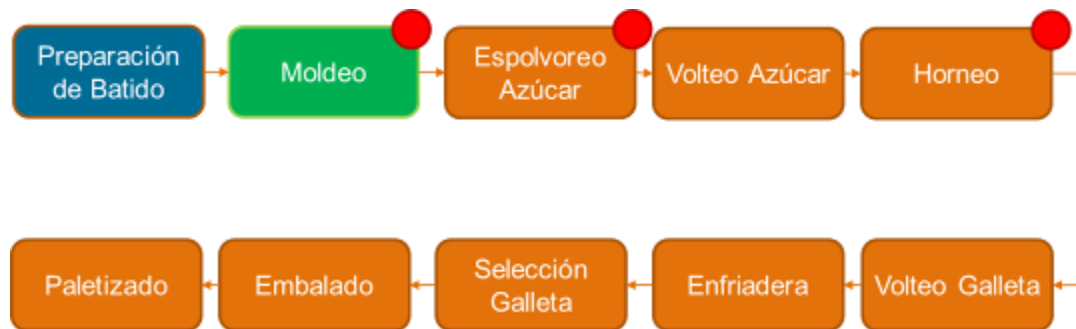 Preparación
de Batido
Moldeo
Espolvoreo
Azúcar
Volteo Azúcar
Horneo
Paletizado
Embalado
Selección
Galleta
Enfriadera
Volteo Galleta